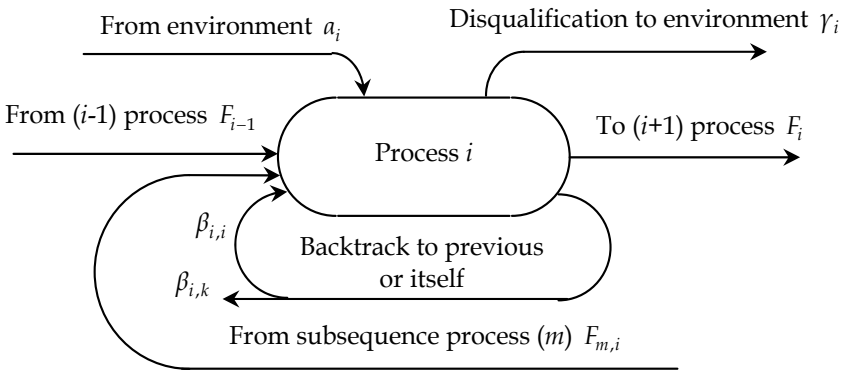 From environment a_i
Disqualification to environment γ_i
From (i-1) process F_{i−1}
To (i+1) process F_i
Process i
β_{i,i}
Backtrack to previous
or itself
β_{i,k}
From subsequence process (m) F_{m,i}